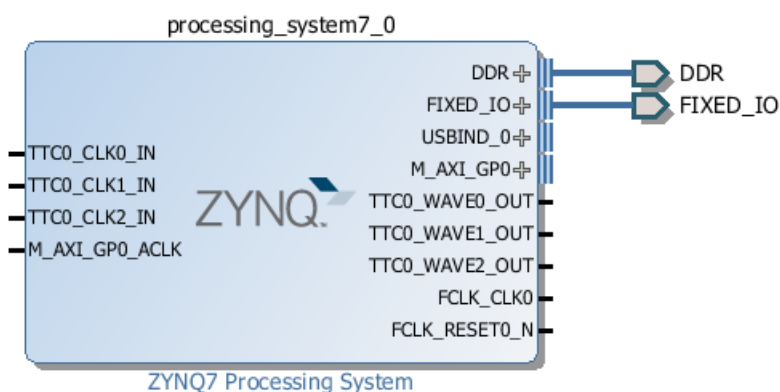 processing_system7_0
DDR
FIXED_IO
USBIND_0
M_AXI_GP0
TTC0_WAVE0_OUT
TTC0_WAVE1_OUT
TTC0_WAVE2_OUT
FCLK_CLK0
FCLK_RESET0_N
TTC0_CLK0_IN
TTC0_CLK1_IN
TTC0_CLK2_IN
M_AXI_GP0_ACLK
ZYNQ
DDR
FIXED_IO
ZYNQ7 Processing System